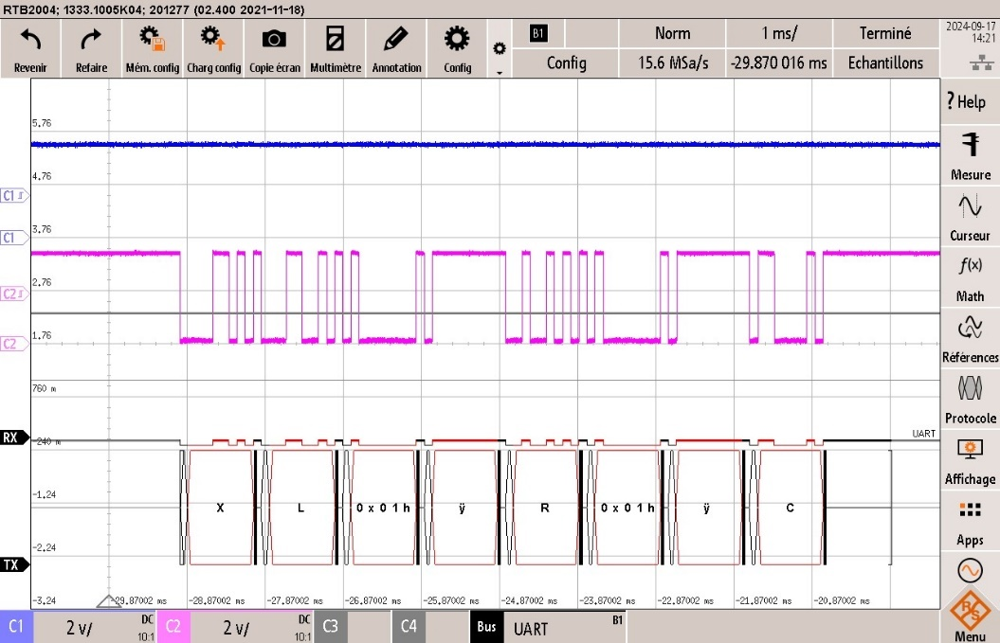 RTB2004; 1333.1005K04; 201277 (02.400 2021-11-18)
Revenir
Refaire
Mém. config
Charg config
Copie écran
Multimètre
Annotation
Config
B1
Norm
1 ms/
Terminé
Config
15.6 MSa/s
-29.870 016 ms
Echantillons
2024-09-17
14:21
? Help
Mesure
Curseur
f(x)
Math
Références
Protocole
Affichage
Apps
R&S
Menu
5.76
4.76
C1
3.76
C1
2.76
C2
1.76
C2
760 m
RX
-240 m
UART
-1.24
X
L
0x01h
ÿ
R
0x01h
ÿ
C
-2.24
TX
-3.24
-29.87002 ms
-28.87002 ms
-27.87002 ms
-26.87002 ms
-25.87002 ms
-24.87002 ms
-23.87002 ms
-22.87002 ms
-21.87002 ms
-20.87002 ms
C1
2 V/
DC
10:1
C2
2 V/
DC
10:1
C3
C4
Bus
UART
B1